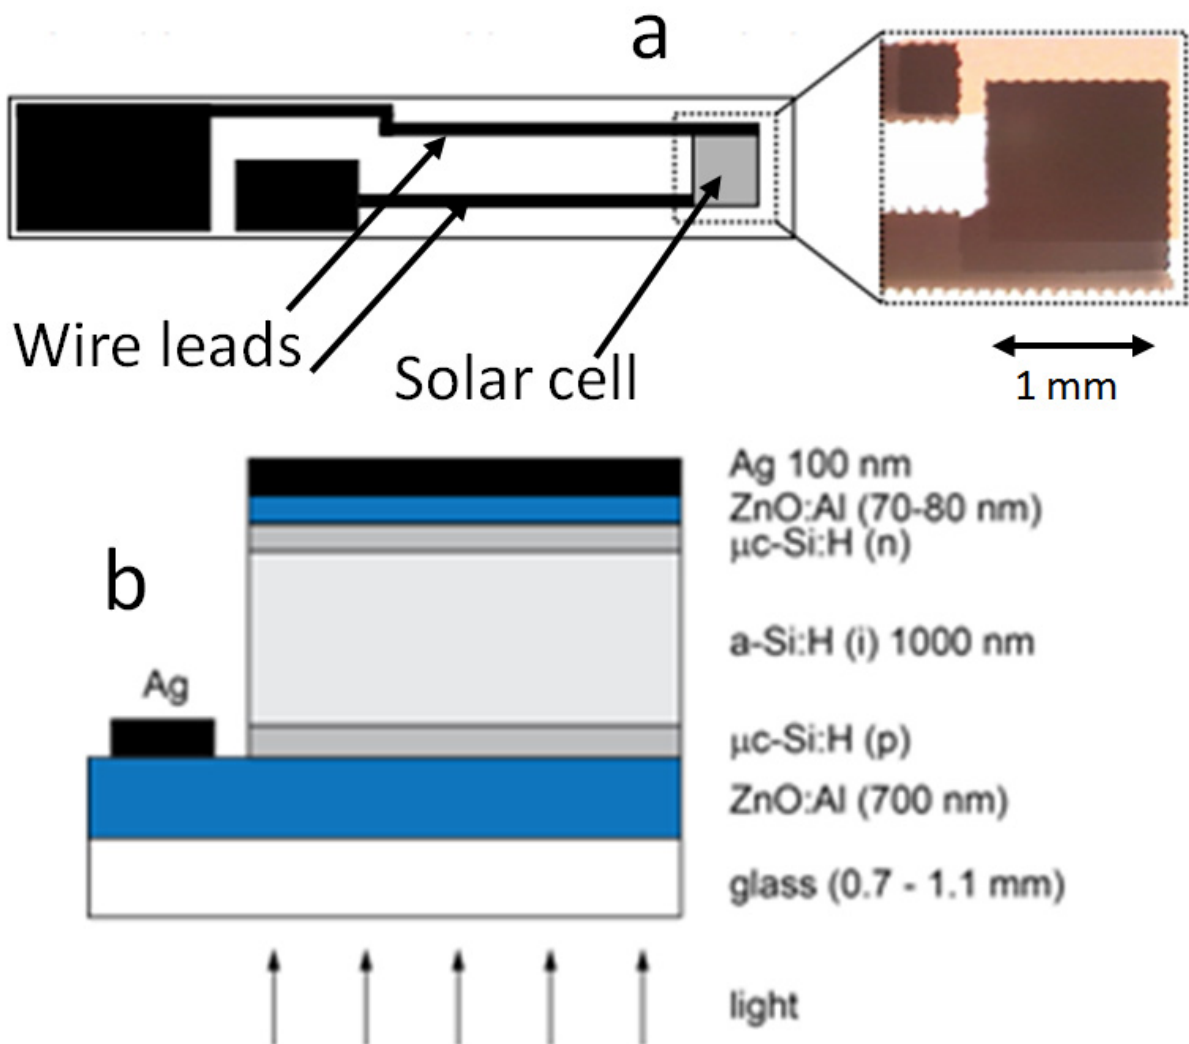 a
Wire leads
Solar cell
1 mm
b
Ag 100 nm
ZnO:Al (70-80 nm)
μc-Si:H (n)
a-Si:H (i) 1000 nm
Ag
μc-Si:H (p)
ZnO:Al (700 nm)
glass (0.7 - 1.1 mm)
light